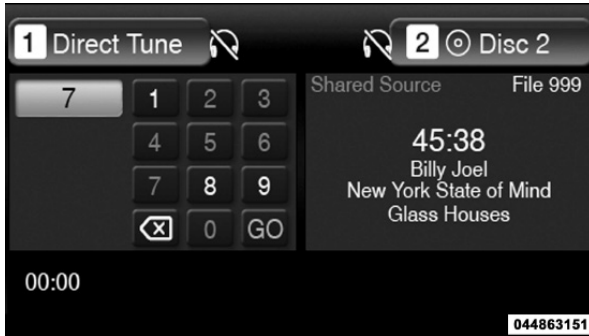 1 Direct Tune
2 Disc 2
7
1 2 3
4 5 6
7 8 9
0 GO
Shared Source File 999
45:38
Billy Joel
New York State of Mind
Glass Houses
00:00
044863151